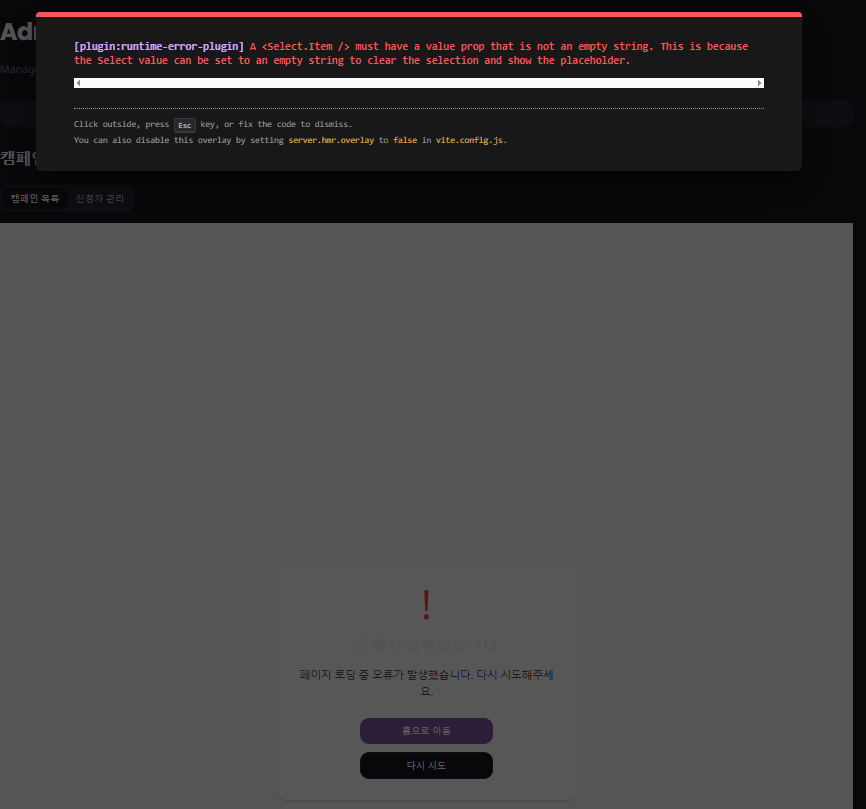 Adm
[plugin:runtime-error-plugin] A <Select.Item /> must have a value prop that is not an empty string. This is because
the Select value can be set to an empty string to clear the selection and show the placeholder.
Manag
Click outside, press Esc key, or fix the code to dismiss.
You can also disable this overlay by setting server.hmr.overlay to false in vite.config.js.
캠페인
캠페인 목록 신청자 관리
!
문제가 발생했습니다
페이지 로딩 중 오류가 발생했습니다. 다시 시도해주세
요.
홈으로 이동
다시 시도